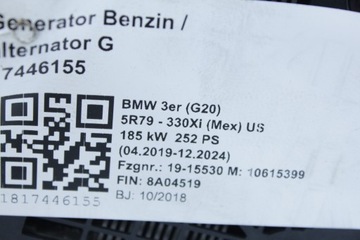 Generator Benzin /
alternator G
7446155
BMW 3er (G20)
5R79 - 330Xi (Mex) US
185 kW 252 PS
(04.2019-12.2024)
Fzgnr.: 19-15530 M: 10615399
FIN: 8A04519
BJ: 10/2018
1817446155